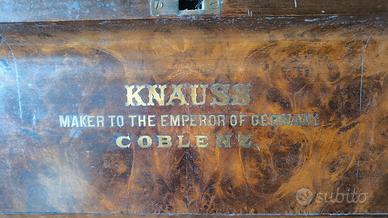 KNAUSS
MAKER TO THE EMPEROR OF GERMANY
COBLENZ.
subito